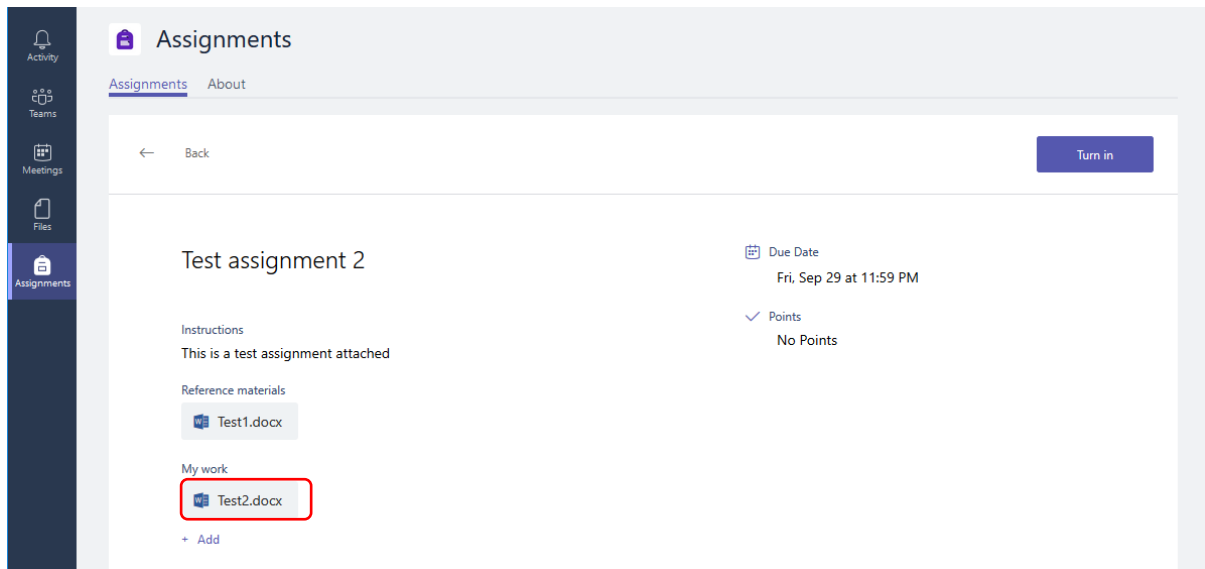 Activity
Teams
Meetings
Files
Assignments
Assignments
Assignments About
Back
Turn in
Test assignment 2
Instructions
This is a test assignment attached
Reference materials
Test1.docx
My work
Test2.docx
+ Add
Due Date
Fri, Sep 29 at 11:59 PM
Points
No Points